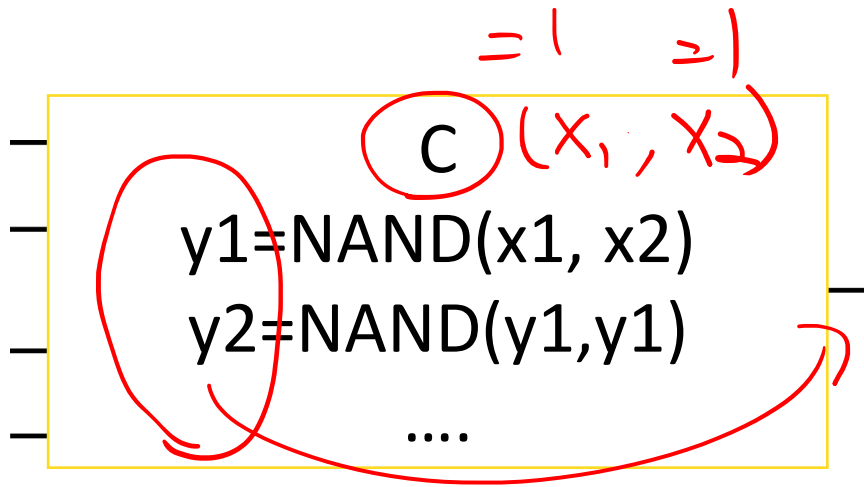 =1 =1
C (x₁, x₂)
y1=NAND(x1, x2)
y2=NAND(y1,y1)
....